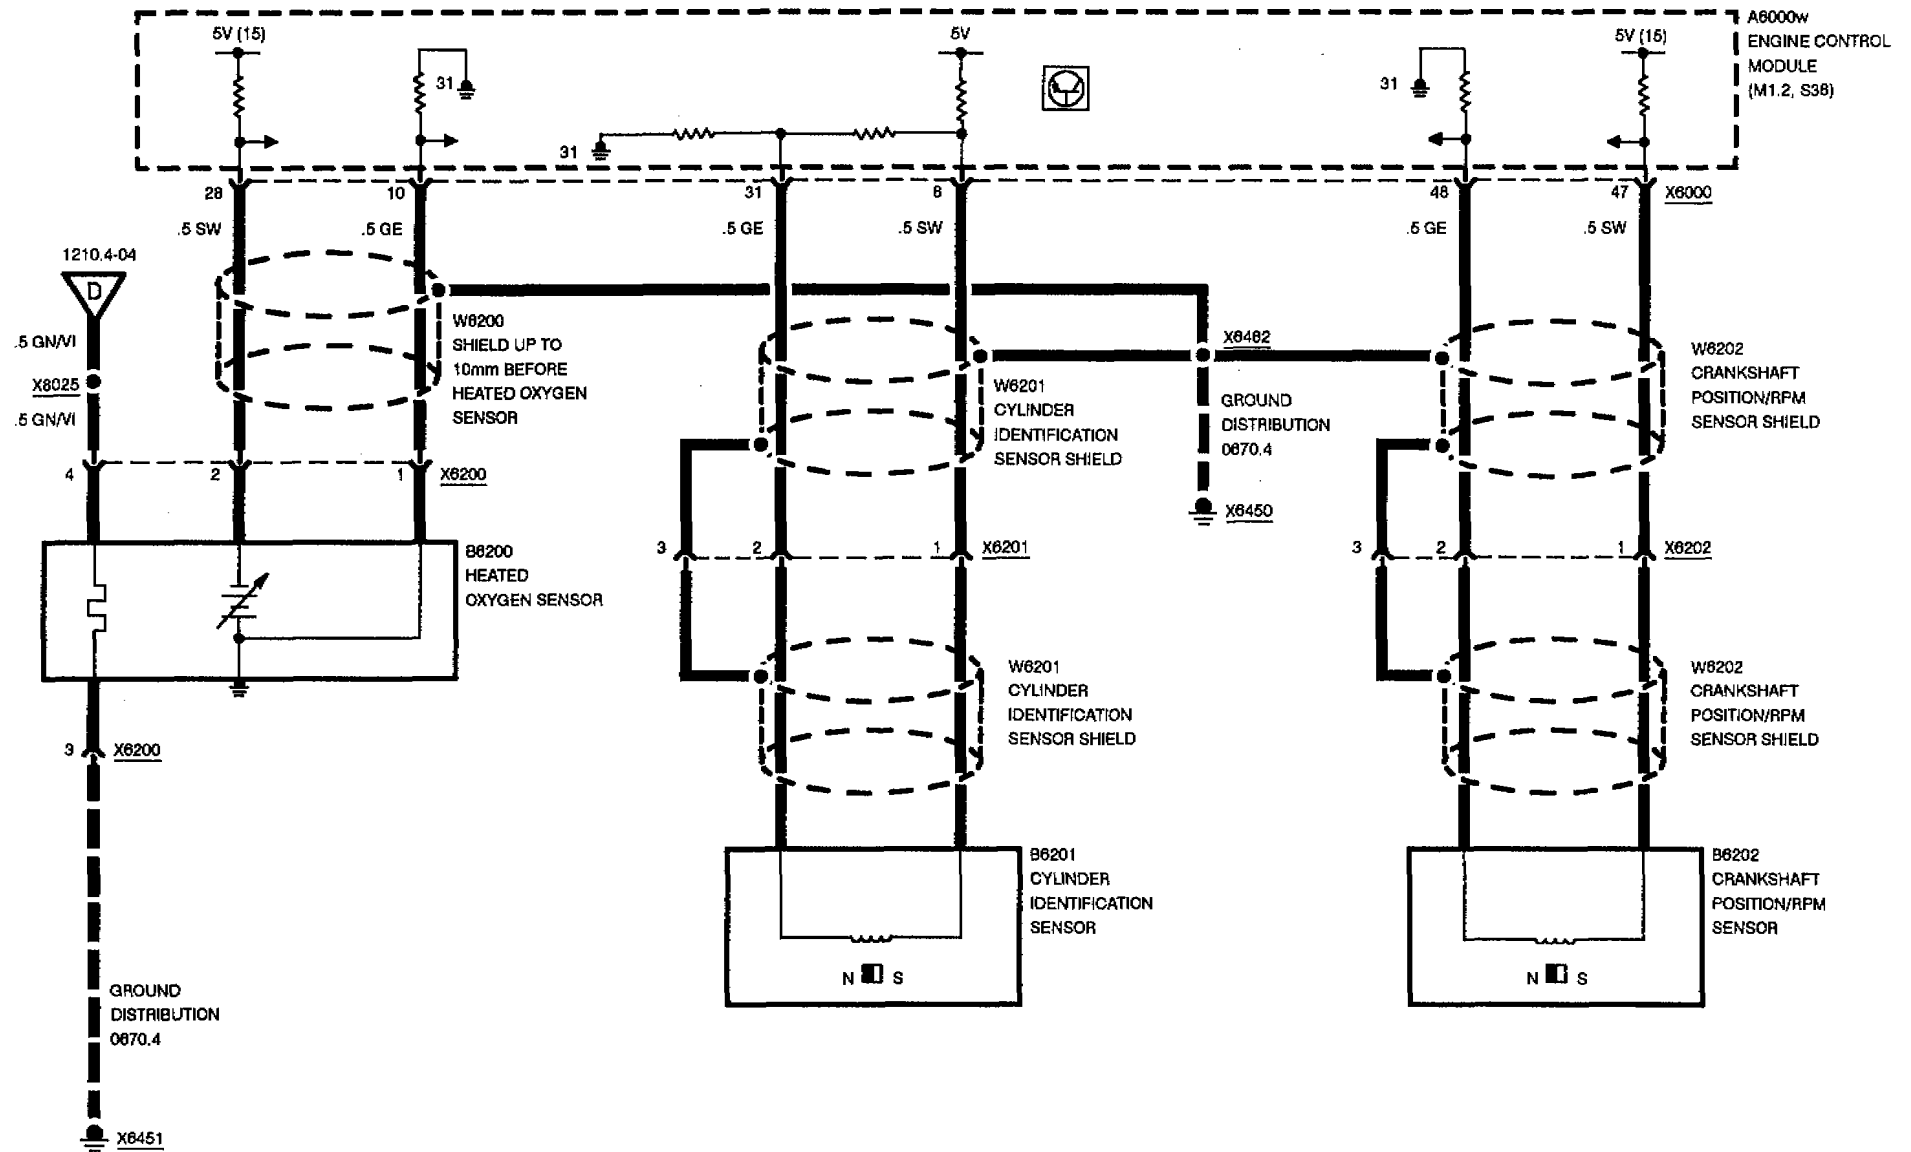 A6000w
ENGINE CONTROL
MODULE
(M1.2, S38)
5V (15)
31
5V
31
31
5V (15)
28
10
31
8
48
47
X6000
.5 SW
.5 GE
.5 GE
.5 SW
.5 GE
.5 SW
1210.4-04
D
.5 GN/VI
X8025
.5 GN/VI
W6200
SHIELD UP TO
10mm BEFORE
HEATED OXYGEN
SENSOR
W6201
CYLINDER
IDENTIFICATION
SENSOR SHIELD
X6462
GROUND
DISTRIBUTION
0670.4
X6450
W6202
CRANKSHAFT
POSITION/RPM
SENSOR SHIELD
4
2
1
X6200
3
2
1
X6201
3
2
1
X6202
B6200
HEATED
OXYGEN SENSOR
W6201
CYLINDER
IDENTIFICATION
SENSOR SHIELD
W6202
CRANKSHAFT
POSITION/RPM
SENSOR SHIELD
3
X6200
B6201
CYLINDER
IDENTIFICATION
SENSOR
N S
B6202
CRANKSHAFT
POSITION/RPM
SENSOR
N S
GROUND
DISTRIBUTION
0670.4
X6451